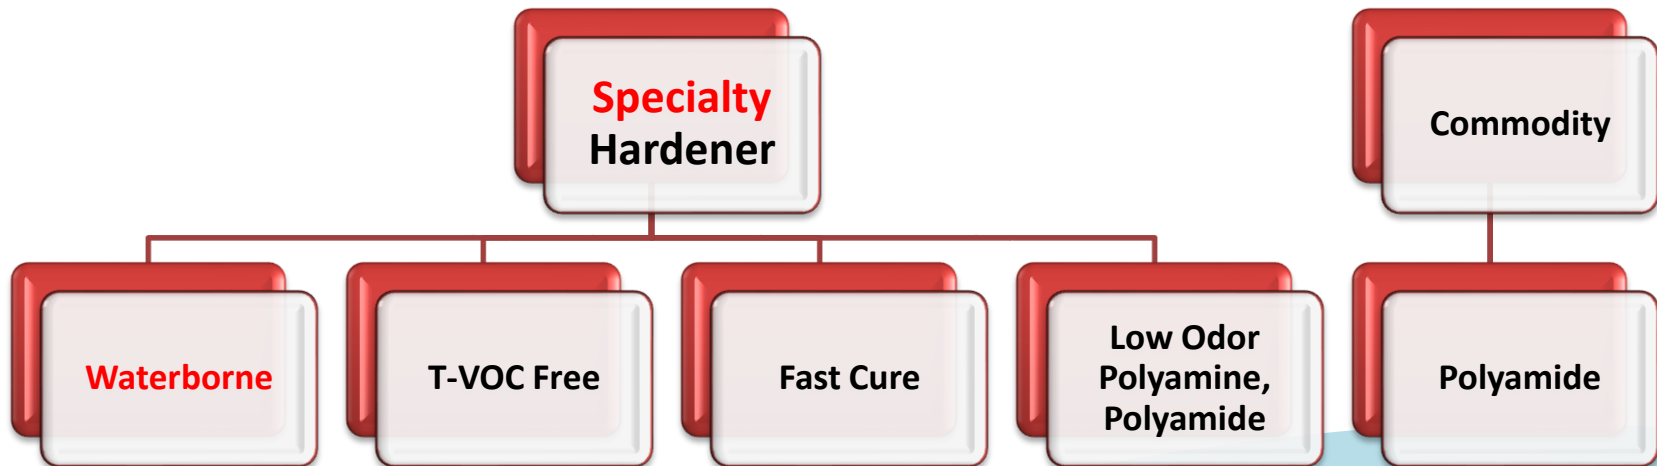 Specialty
Hardener
Commodity
Waterborne
T-VOC Free
Fast Cure
Low Odor
Polyamine,
Polyamide
Polyamide